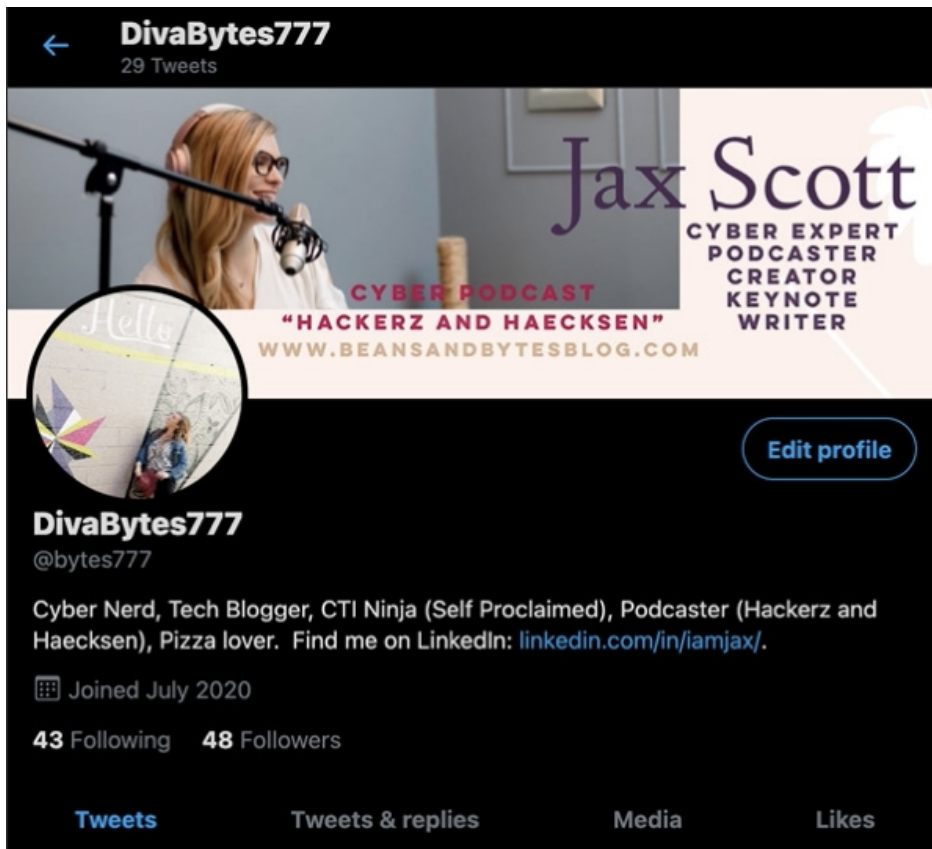 DivaBytes777
29 Tweets
Jax Scott
CYBER EXPERT
PODCASTER
CREATOR
KEYNOTE
WRITER
CYBER PODCAST
“HACKERZ AND HAECKSEN”
WWW.BEANSANDBYTESBLOG.COM
Hello
Edit profile
DivaBytes777
@bytes777
Cyber Nerd, Tech Blogger, CTI Ninja (Self Proclaimed), Podcaster (Hackerz and
Haecksen), Pizza lover.  Find me on LinkedIn: linkedin.com/in/iamjax/.
Joined July 2020
43 Following 48 Followers
Tweets Tweets & replies Media Likes